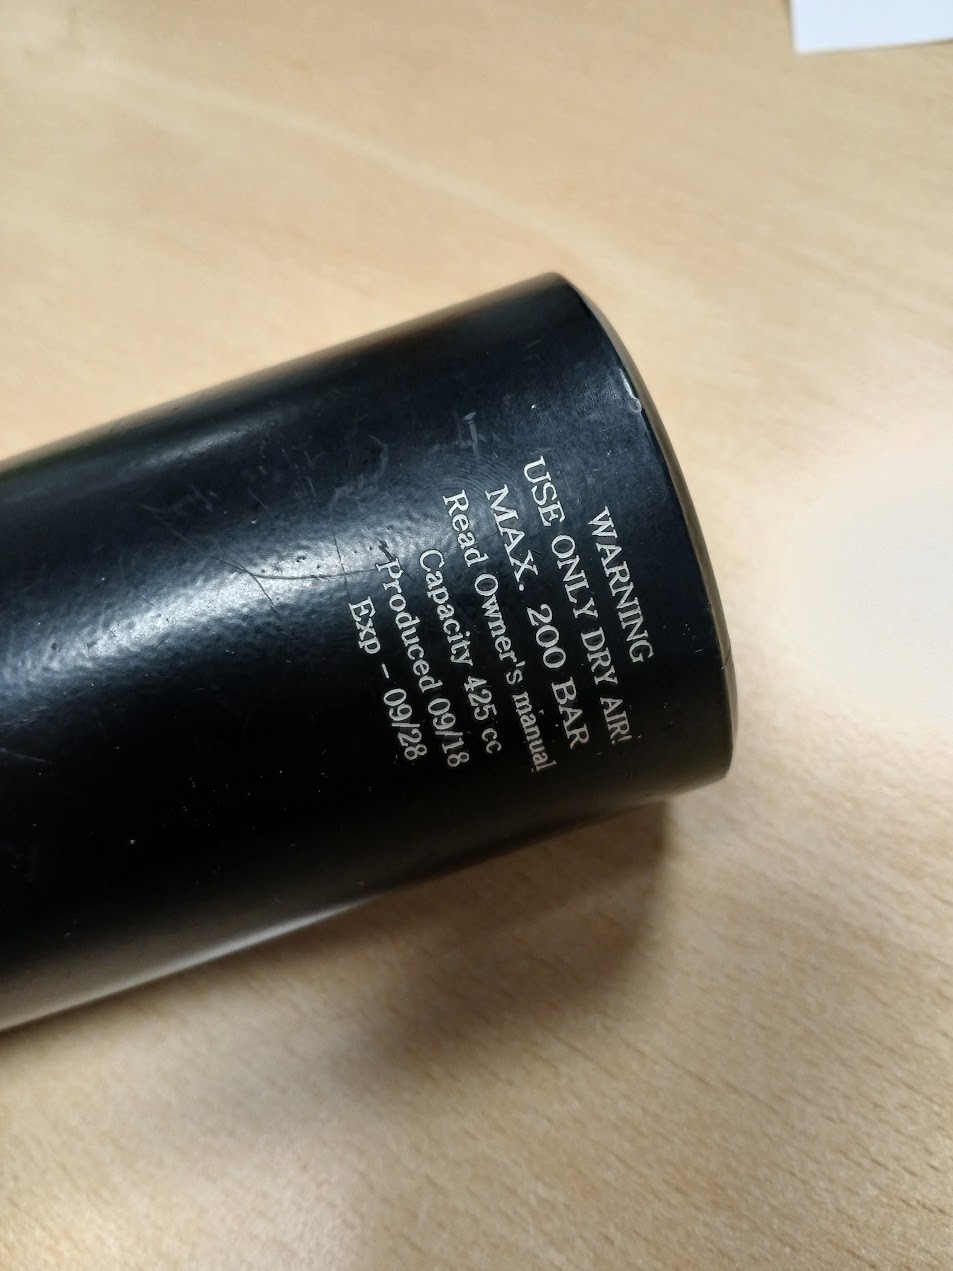 WARNING
USE ONLY DRY AIR!
MAX. 200 BAR
Read Owner's manual
Capacity 425 cc
Produced 09/18
Exp - 09/28